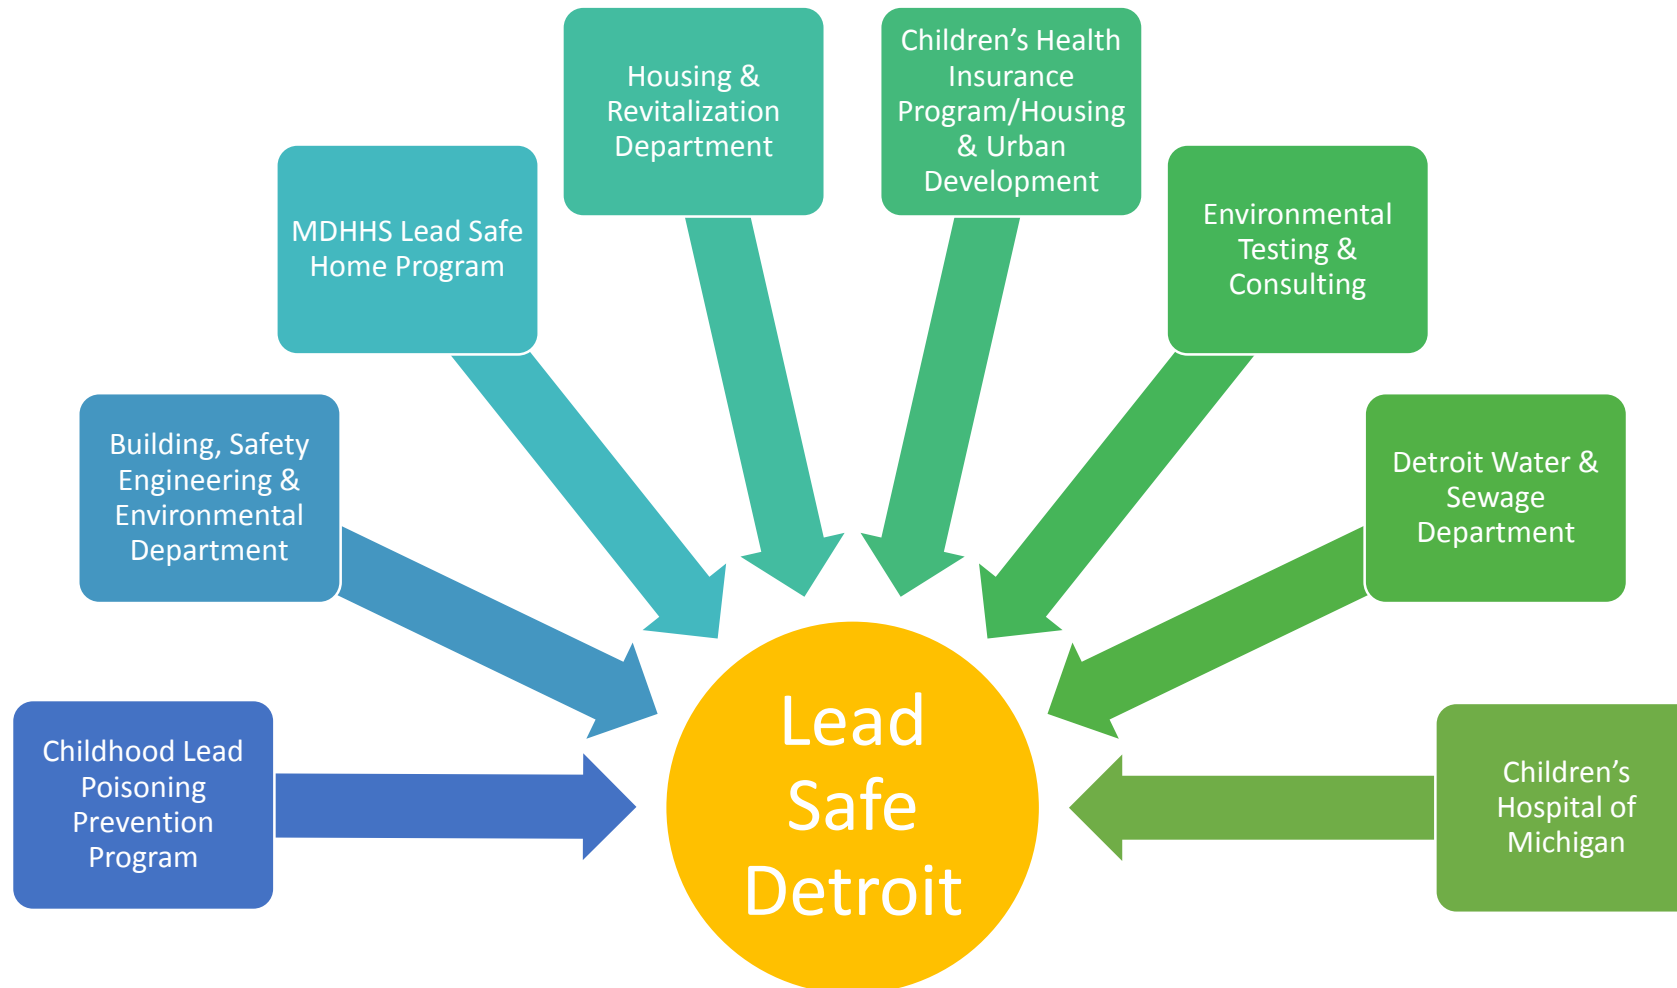 Housing &
Revitalization
Department
Children’s Health
Insurance
Program/Housing
& Urban
Development
MDHHS Lead Safe
Home Program
Environmental
Testing &
Consulting
Building, Safety
Engineering &
Environmental
Department
Detroit Water &
Sewage
Department
Childhood Lead
Poisoning
Prevention
Program
Lead
Safe
Detroit
Children’s
Hospital of
Michigan